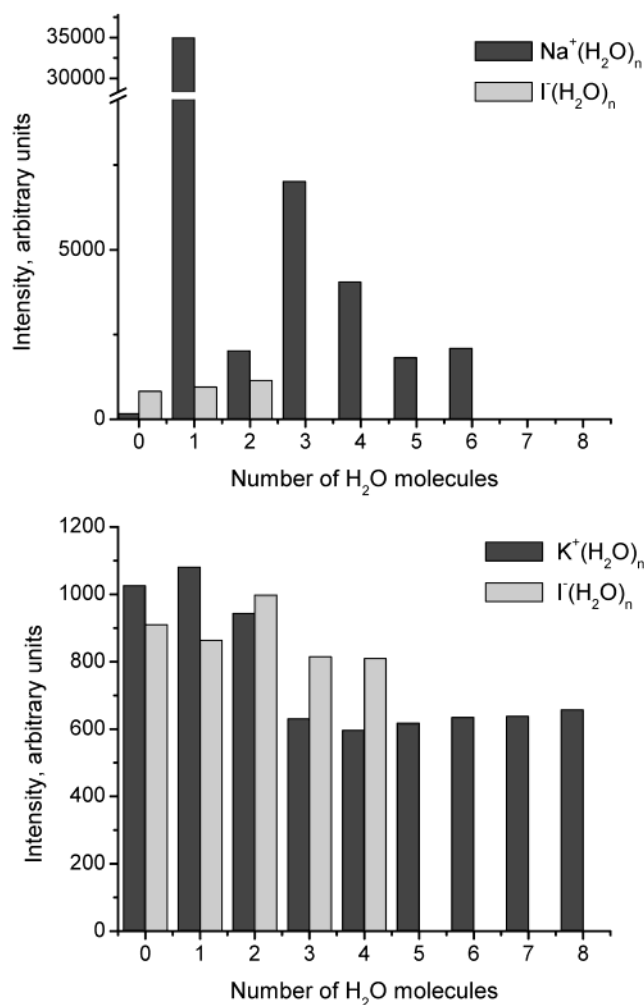 35000
30000
5000
0
Intensity, arbitrary units
Na⁺(H₂O)ₙ
I⁻(H₂O)ₙ
0 1 2 3 4 5 6 7 8
Number of H₂O molecules
1200
1000
800
600
400
200
0
Intensity, arbitrary units
K⁺(H₂O)ₙ
I⁻(H₂O)ₙ
0 1 2 3 4 5 6 7 8
Number of H₂O molecules